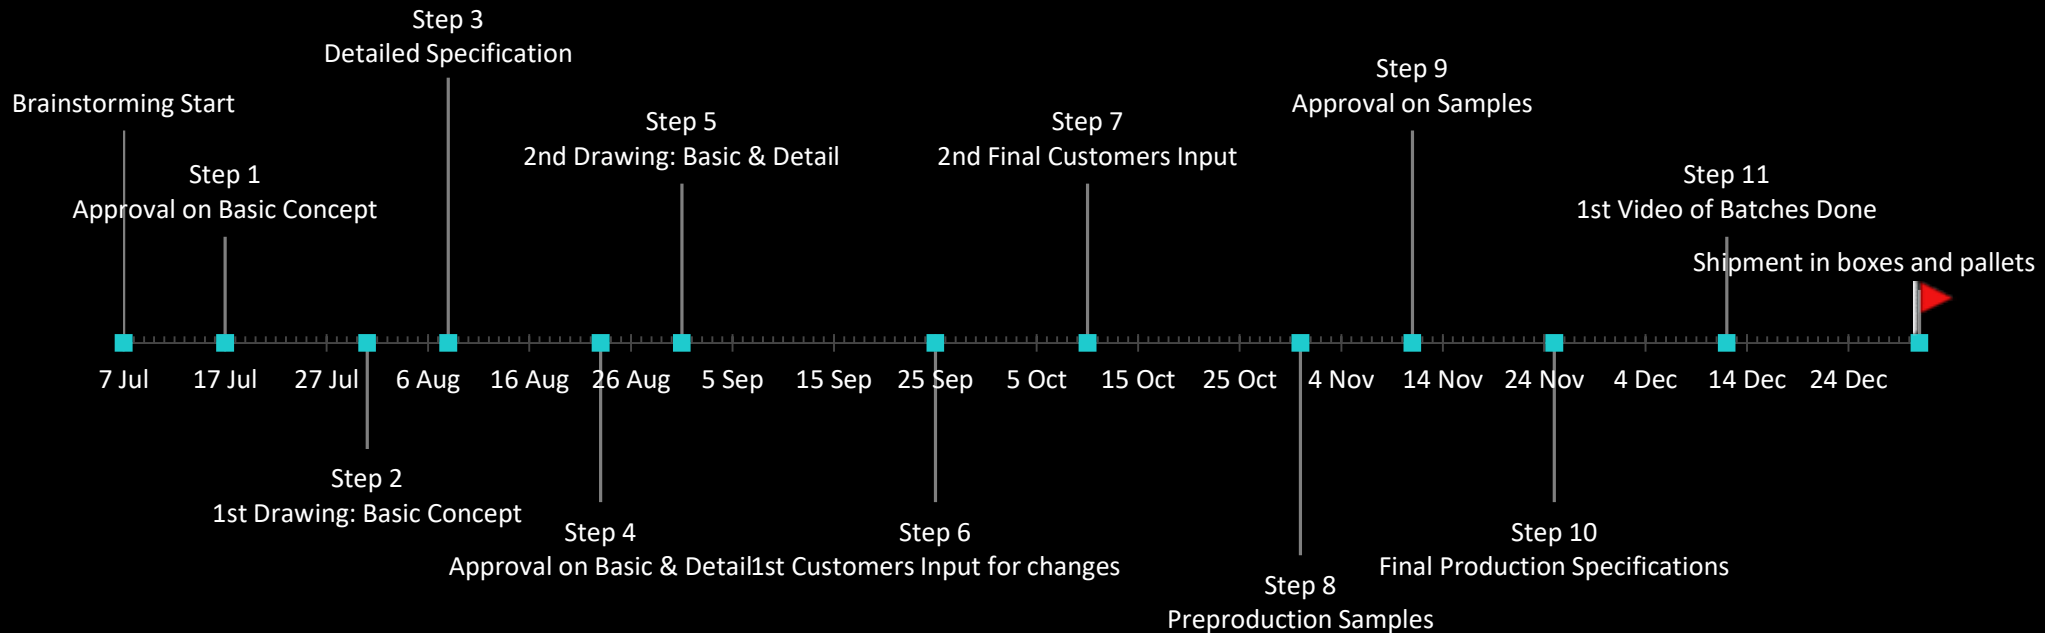 Step 3
Detailed Specification
Step 9
Approval on Samples
Brainstorming Start
Step 5
2nd Drawing: Basic & Detail
Step 7
2nd Final Customers Input
Step 1
Approval on Basic Concept
Step 11
1st Video of Batches Done
Shipment in boxes and pallets
7 Jul 17 Jul 27 Jul 6 Aug 16 Aug 26 Aug 5 Sep 15 Sep 25 Sep 5 Oct 15 Oct 25 Oct 4 Nov 14 Nov 24 Nov 4 Dec 14 Dec 24 Dec
Step 2
1st Drawing: Basic Concept
Step 4
Approval on Basic & Detail
Step 6
1st Customers Input for changes
Step 10
Final Production Specifications
Step 8
Preproduction Samples